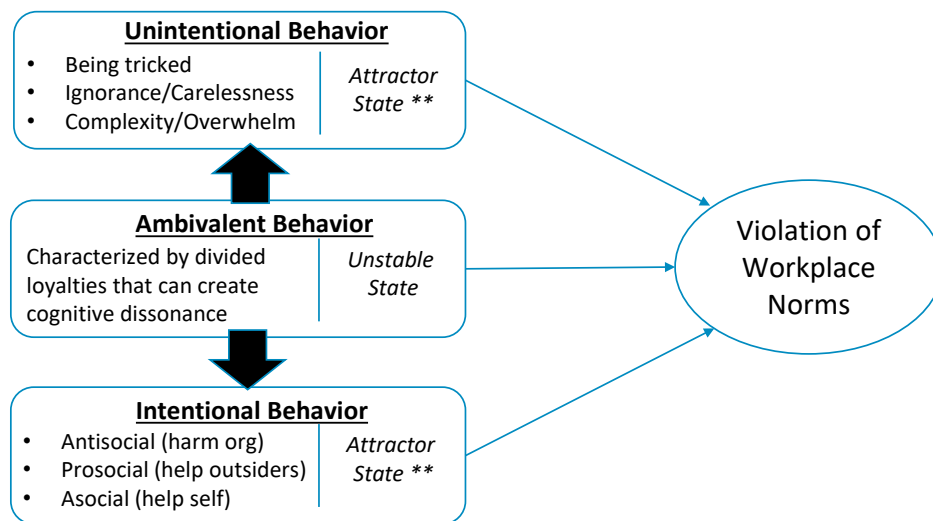 Unintentional Behavior
• Being tricked
• Ignorance/Carelessness
• Complexity/Overwhelm
Attractor
State **
Ambivalent Behavior
Characterized by divided
loyalties that can create
cognitive dissonance
Unstable
State
Intentional Behavior
• Antisocial (harm org)
• Prosocial (help outsiders)
• Asocial (help self)
Attractor
State **
Violation of
Workplace
Norms